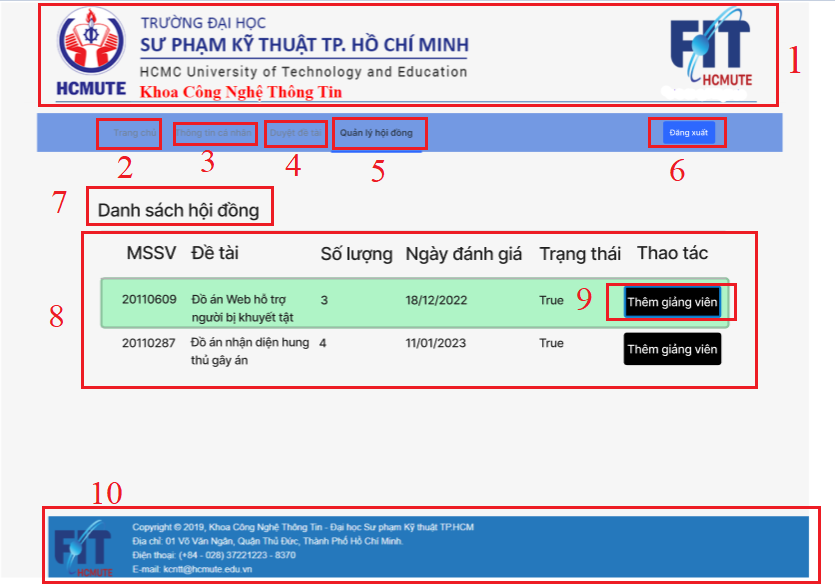 TRƯỜNG ĐẠI HỌC
SƯ PHẠM KỸ THUẬT TP. HỒ CHÍ MINH
HCMC University of Technology and Education
HCMUTE Khoa Công Nghệ Thông Tin
FIT
HCMUTE
1
Trang chủ Thông tin cá nhân Duyệt đề tài Quản lý hội đồng Đăng xuất
2 3 4 5 6
7
Danh sách hội đồng
8
MSSV Đề tài Số lượng Ngày đánh giá Trạng thái Thao tác
20110609 Đồ án Web hỗ trợ 3 18/12/2022 True 9 Thêm giảng viên
người bị khuyết tật
20110287 Đồ án nhận diện hung 4 11/01/2023 True Thêm giảng viên
thủ gây án
10
FIT
HCMUTE
Copyright © 2019, Khoa Công Nghệ Thông Tin - Đại học Sư phạm Kỹ thuật TP.HCM
Địa chỉ: 01 Võ Văn Ngân, Quận Thủ Đức, Thành Phố Hồ Chí Minh.
Điện thoại: (+84 - 028) 37221223 - 8370
E-mail: kcntt@hcmute.edu.vn